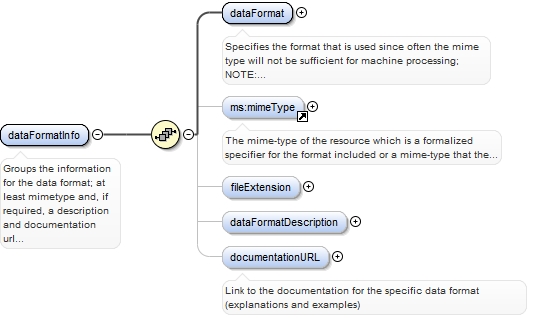 dataFormat
Specifies the format that is used since often the mime
type will not be sufficient for machine processing;
NOTE:...
ms:mimeType
The mime-type of the resource which is a formalized
specifier for the format included or a mime-type that the...
dataFormatInfo
Groups the information
for the data format; at
least mimetype and, if
required, a description
and documentation
url...
fileExtension
dataFormatDescription
documentationURL
Link to the documentation for the specific data format
(explanations and examples)